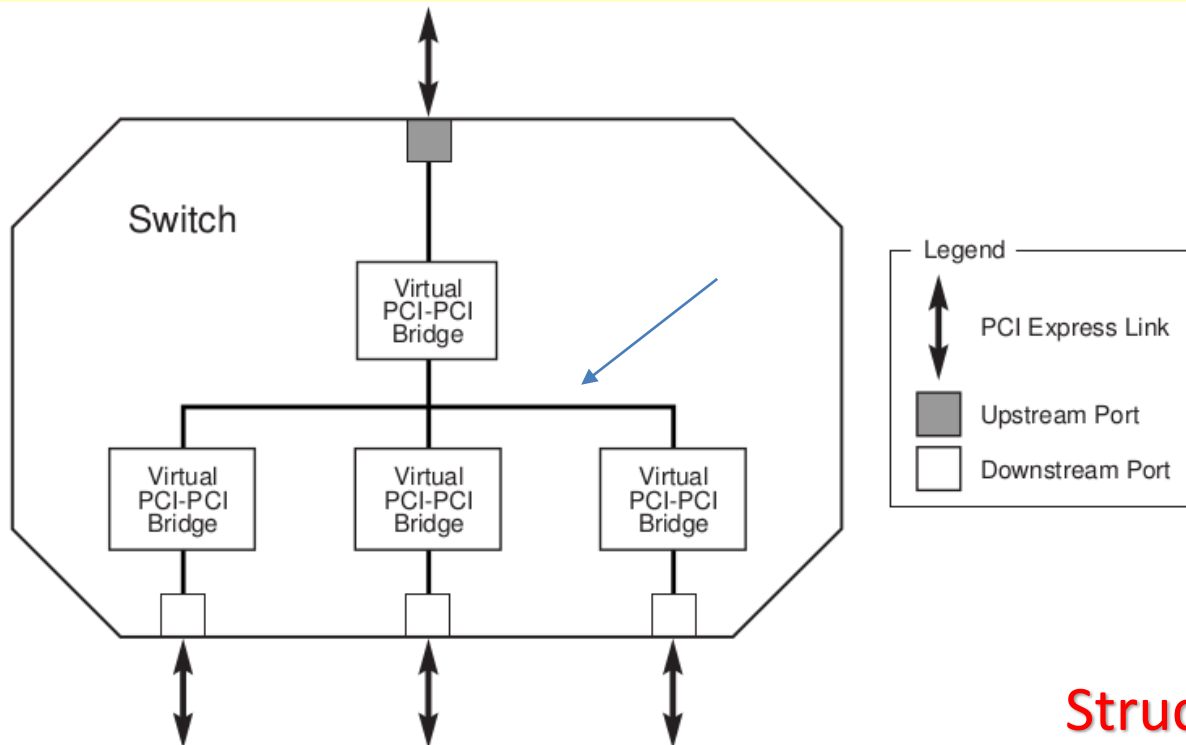 Switch
Virtual
PCI-PCI
Bridge
Virtual
PCI-PCI
Bridge
Virtual
PCI-PCI
Bridge
Virtual
PCI-PCI
Bridge
Legend
PCI Express Link
Upstream Port
Downstream Port